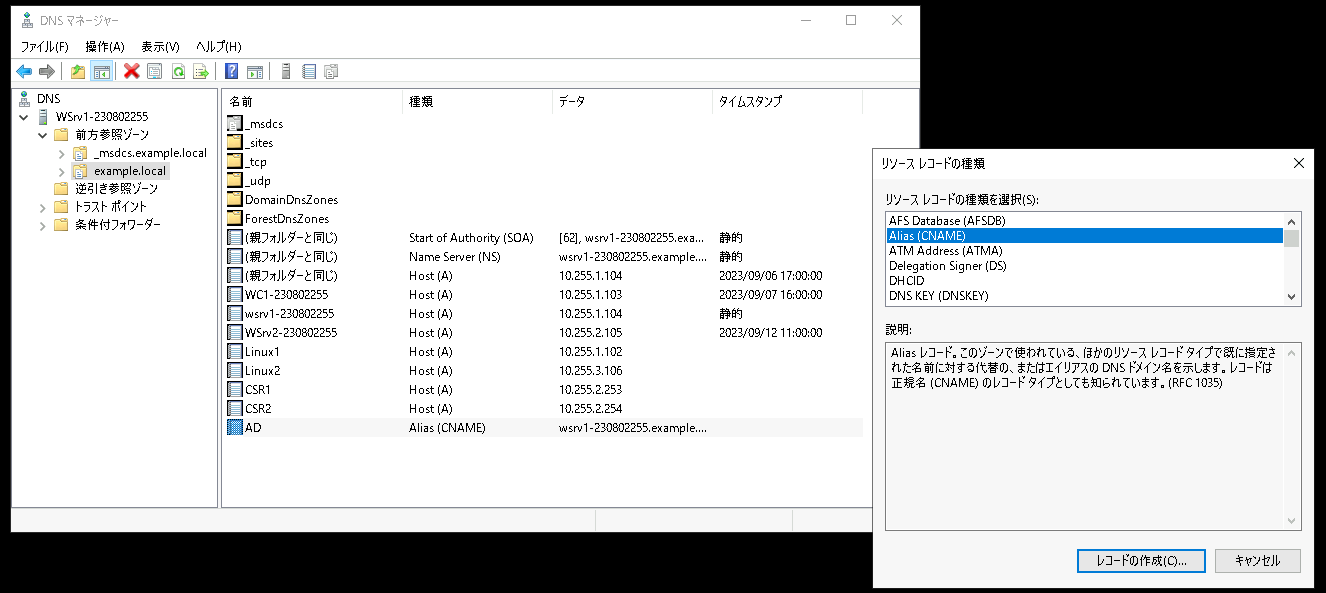 DNS マネージャー
ファイル(F) 操作(A) 表示(V) ヘルプ(H)
DNS
WSrv1-230802255
前方参照ゾーン
_msdcs.example.local
example.local
逆引き参照ゾーン
トラスト ポイント
条件付フォワーダー
名前 種類 データ タイムスタンプ
_msdcs
_sites
_tcp
_udp
DomainDnsZones
ForestDnsZones
(親フォルダーと同じ) Start of Authority (SOA) [62], wsrv1-230802255.exa... 静的
(親フォルダーと同じ) Name Server (NS) wsrv1-230802255.example.... 静的
(親フォルダーと同じ) Host (A) 10.255.1.104 2023/09/06 17:00:00
WC1-230802255 Host (A) 10.255.1.103 2023/09/07 16:00:00
wsrv1-230802255 Host (A) 10.255.1.104 静的
WSrv2-230802255 Host (A) 10.255.2.105 2023/09/12 11:00:00
Linux1 Host (A) 10.255.1.102
Linux2 Host (A) 10.255.3.106
CSR1 Host (A) 10.255.2.253
CSR2 Host (A) 10.255.2.254
AD Alias (CNAME) wsrv1-230802255.example....
リソース レコードの種類
リソース レコードの種類を選択(S):
AFS Database (AFSDB)
Alias (CNAME)
ATM Address (ATMA)
Delegation Signer (DS)
DHCID
DNS KEY (DNSKEY)
説明:
Alias レコード。このゾーンで使われている、ほかのリソース レコード タイプで既に指定さ
れた名前に対する代替の、またはエイリアスの DNS ドメイン名を示します。レコードは
正規名 (CNAME) のレコード タイプとしても知られています。(RFC 1035)
レコードの作成(C)... キャンセル